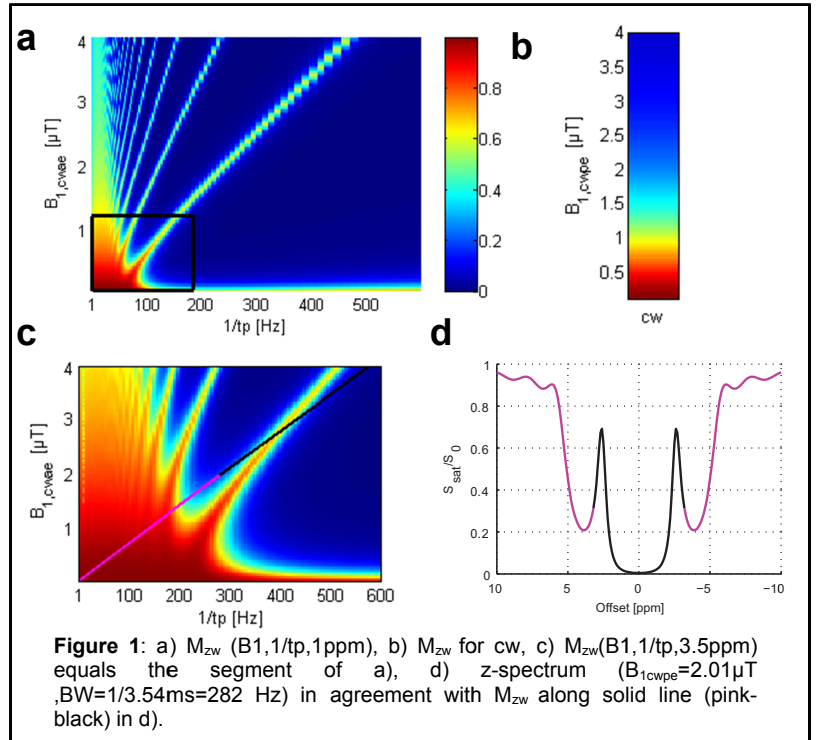 a
4
3
2
1
B1,cwae [µT]
1 100 200 300 400 500
1/tp [Hz]
0.8
0.6
0.4
0.2
0
b
4
3.5
3
2.5
2
1.5
1
0.5
B1,cwpe [µT]
cw
c
4
3
2
1
B1,cwae [µT]
1 100 200 300 400 500 600
1/tp [Hz]
d
1
0.8
0.6
0.4
0.2
0
S sat/S 0
10 5 0 −5 −10
Offset [ppm]
Figure 1: a) Mzw (B1,1/tp,1ppm), b) Mzw for cw, c) Mzw(B1,1/tp,3.5ppm)
equals the segment of a), d) z-spectrum (B1cwpe=2.01µT
,BW=1/3.54ms=282 Hz) in agreement with Mzw along solid line (pink-
black) in d).